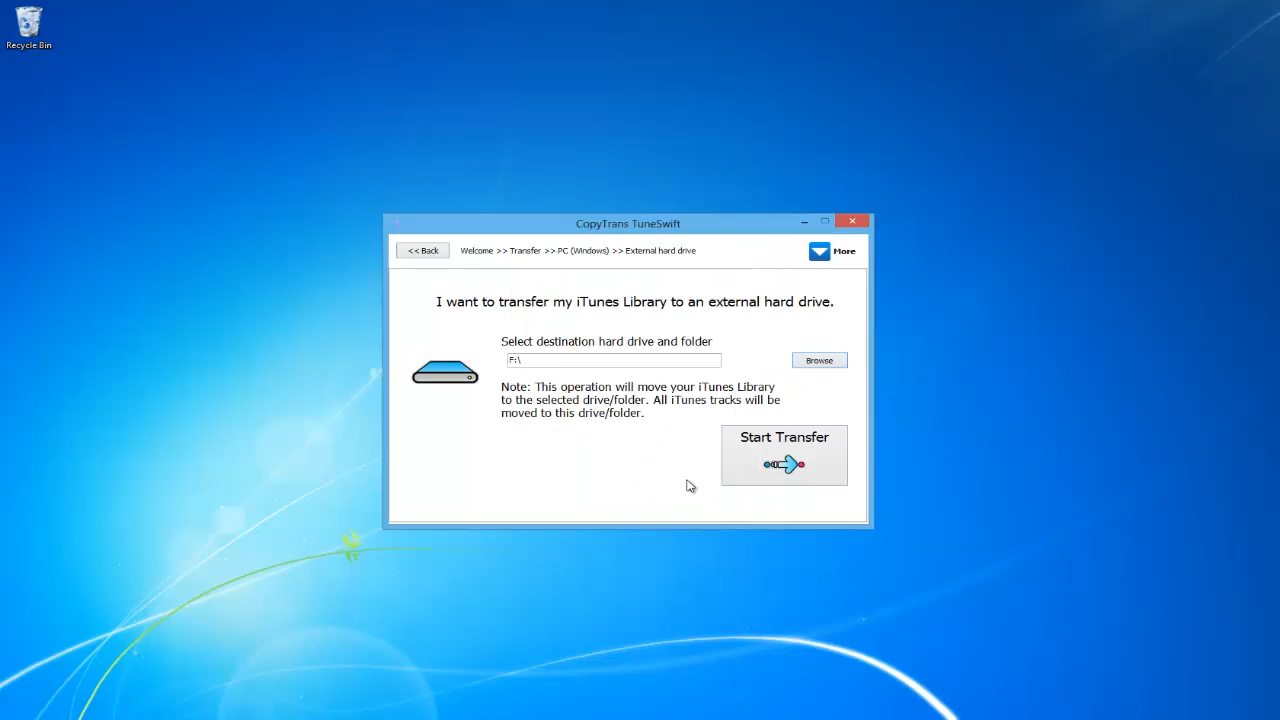 Recycle Bin
CopyTrans TuneSwift
<< Back
Welcome >> Transfer >> PC (Windows) >> External hard drive
More
I want to transfer my iTunes Library to an external hard drive.
Select destination hard drive and folder
F:\
Browse
Note: This operation will move your iTunes Library
to the selected drive/folder. All iTunes tracks will be
moved to this drive/folder.
Start Transfer